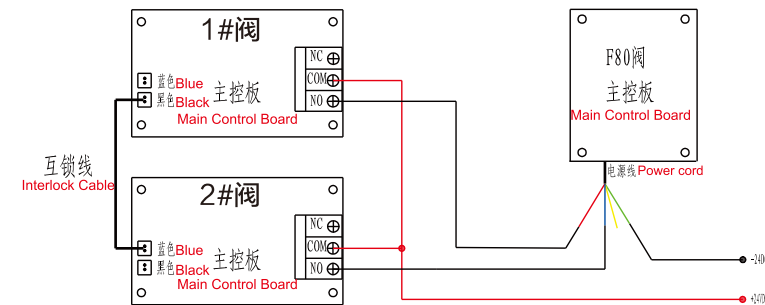 1#阀
NC
COM
NO
蓝色Blue
黑色Black
主控板
Main Control Board
F80阀
主控板
Main Control Board
互锁线
Interlock Cable
电源线Power cord
2#阀
NC
COM
NO
蓝色Blue
黑色Black
主控板
Main Control Board